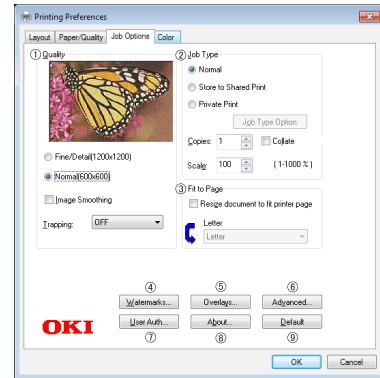 Printing Preferences
Layout Paper/Quality Job Options Color
① Quality
Fine/Detail(1200x1200)
Normal(600x600)
Image Smoothing
Trapping: OFF
② Job Type
Normal
Store to Shared Print
Private Print
Job Type Option
Copies: 1 Collate
Scale: 100 (1-1000 %)
③ Fit to Page
Resize document to fit printer page
Letter
Letter
④ ⑤ ⑥
Watermarks... Overlays... Advanced...
OKI User Auth... About... Default
⑦ ⑧ ⑨
OK Cancel